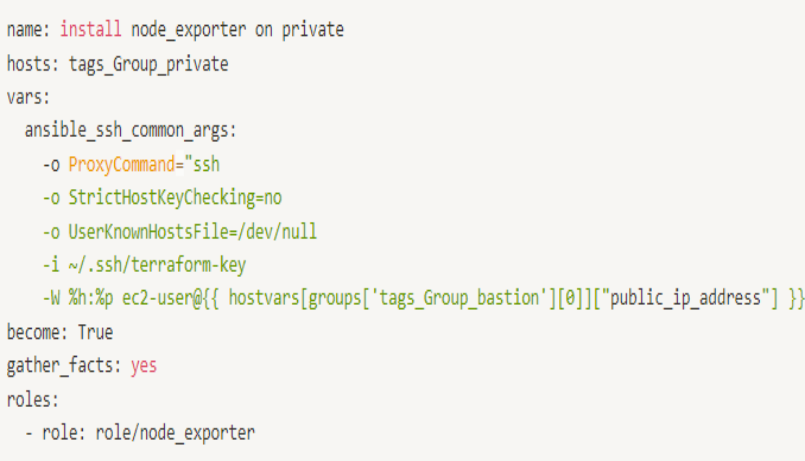 name: install node_exporter on private
hosts: tags_Group_private
vars:
  ansible_ssh_common_args:
    -o ProxyCommand="ssh
    -o StrictHostKeyChecking=no
    -o UserKnownHostsFile=/dev/null
    -i ~/.ssh/terraform-key
    -W %h:%p ec2-user@{{ hostvars[groups['tags_Group_bastion'][0]]["public_ip_address"] }}
become: True
gather_facts: yes
roles:
  - role: role/node_exporter